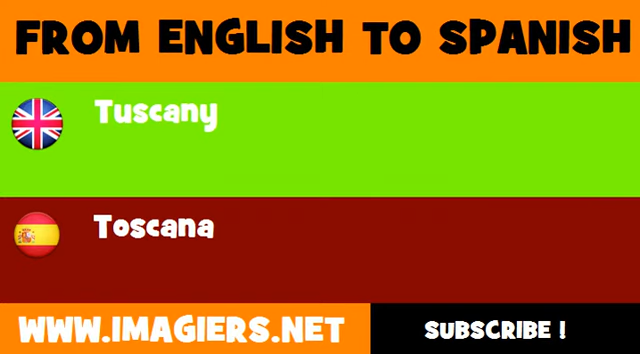 FROM ENGLISH TO SPANISH
Tuscany
Toscana
WWW.IMAGIERS.NET
SUBSCRIBE !